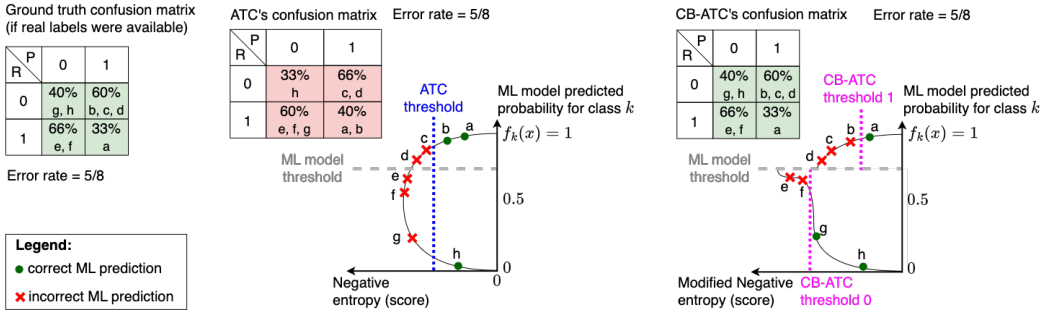 Ground truth confusion matrix
(if real labels were available)
P
R
0
1
0
40%
g, h
60%
b, c, d
1
66%
e, f
33%
a
Error rate = 5/8
Legend:
correct ML prediction
incorrect ML prediction
ATC's confusion matrix
Error rate = 5/8
P
R
0
1
0
33%
h
66%
c, d
1
60%
e, f, g
40%
a, b
ATC
threshold
ML model predicted
probability for class k
f_k(x) = 1
a
b
c
d
ML model
threshold
e
f
0.5
g
h
0
0
Negative
entropy (score)
CB-ATC's confusion matrix
Error rate = 5/8
P
R
0
1
0
40%
g, h
60%
b, c, d
1
66%
e, f
33%
a
CB-ATC
threshold 1
ML model predicted
probability for class k
f_k(x) = 1
a
b
c
d
ML model
threshold
e
f
0.5
g
h
0
Modified Negative
entropy (score)
CB-ATC
threshold 0